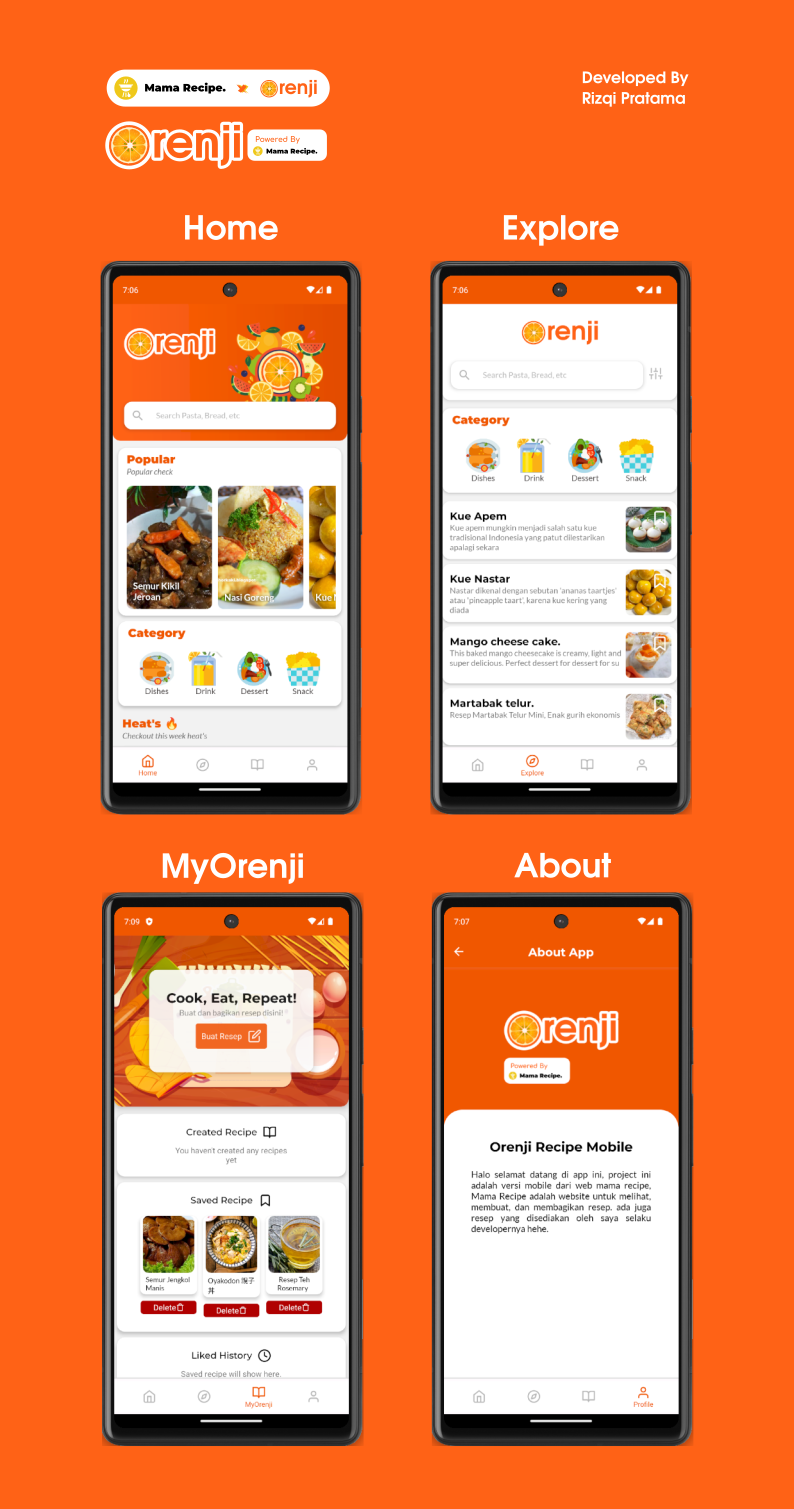 Mama Recipe. Orenji
Developed By
Rizqi Pratama
Orenji Powered By
Mama Recipe.
Home
7:06
Orenji
Search Pasta, Bread, etc
Popular
Popular check
Semur Kikil
Jeroan
Nasi Goreng
Kue
Category
Dishes Drink Dessert Snack
Heat's
Checkout this week heat's
Home
Explore
7:06
Orenji
Search Pasta, Bread, etc
Category
Dishes Drink Dessert Snack
Kue Apem
Kue apem mungkin menjadi salah satu kue
tradisional Indonesia yang patut dilestarikan
apalagi sekara
Kue Nastar
Nastar dikenal dengan sebutan 'ananas taartjes'
atau 'pineapple taart', karena kue kering yang
diada
Mango cheese cake.
This baked mango cheesecake is creamy, light and
super delicious. Perfect dessert for dessert for su
Martabak telur.
Resep Martabak Telur Mini, Enak gurih ekonomis
Explore
MyOrenji
7:09
Cook, Eat, Repeat!
Buat dan bagikan resep disini!
Buat Resep
Created Recipe
You haven't created any recipes
yet
Saved Recipe
Semur Jengkol
Manis
Oyakodon 親子
丼
Resep Teh
Rosemary
Delete Delete Delete
Liked History
Saved recipe will show here.
MyOrenji
About
7:07
About App
Orenji
Powered By
Mama Recipe.
Orenji Recipe Mobile
Halo selamat datang di app ini, project ini
adalah versi mobile dari web mama recipe,
Mama Recipe adalah website untuk melihat,
membuat, dan membagikan resep. ada juga
resep yang disediakan oleh saya selaku
developernya hehe.
Profile